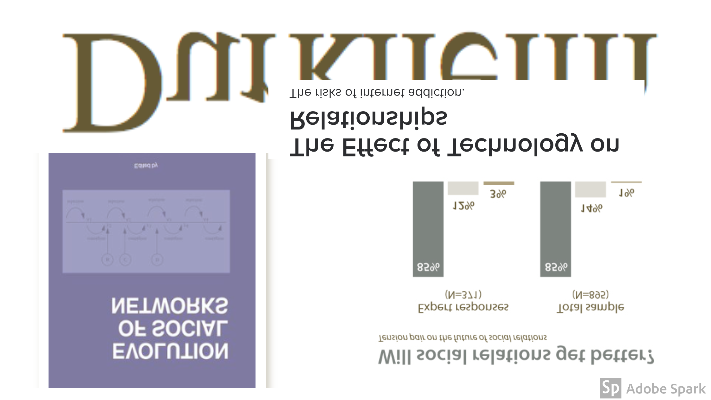 Durkheim
The risks of internet addiction.
Relationships
The Effect of Technology on
Edited by
3%
12%
1%
14%
85%
85%
(N=371)
(N=895)
Expert responses
Total sample
NETWORKS
OF SOCIAL
EVOLUTION
Tension pair on the future of social relations
Will social relations get better?
Sp Adobe Spark